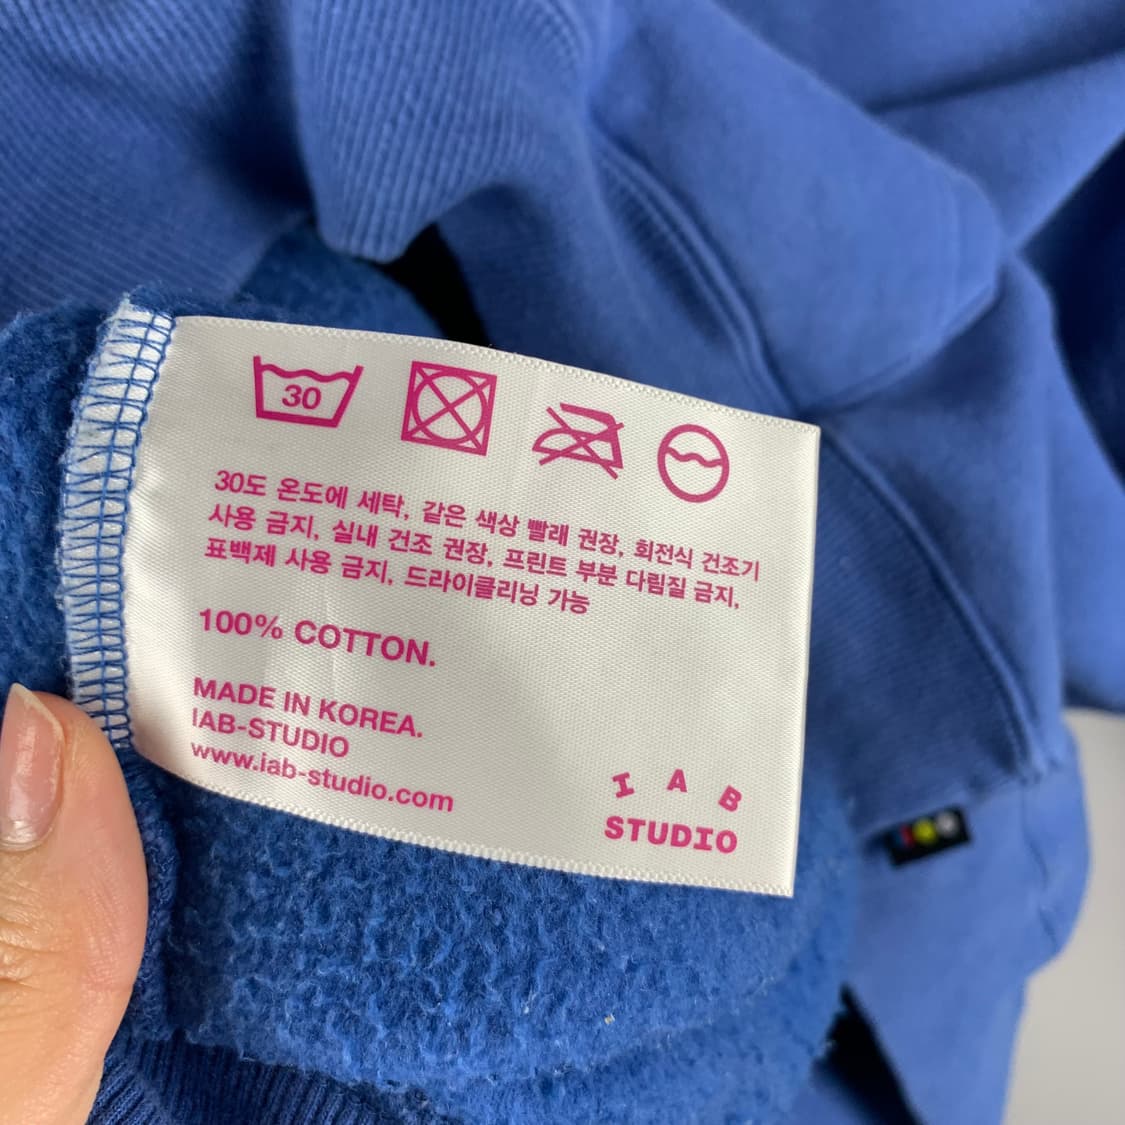 30
30도 온도에 세탁, 같은 색상 빨래 권장, 회전식 건조기
사용 금지, 실내 건조 권장, 프린트 부분 다림질 금지,
표백제 사용 금지, 드라이클리닝 가능
100% COTTON.
MADE IN KOREA.
IAB-STUDIO
www.iab-studio.com
I A B
STUDIO